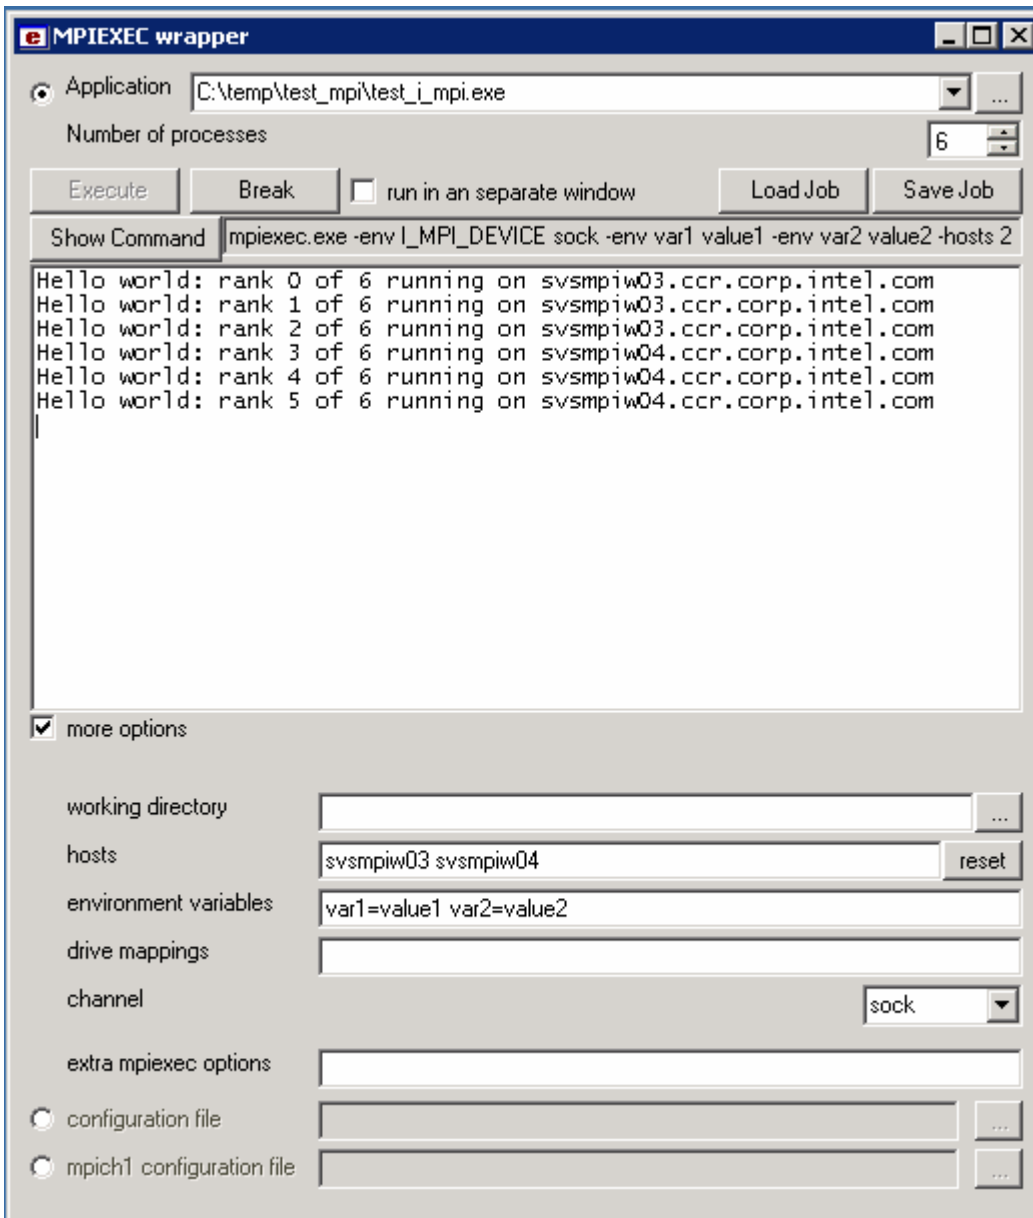 MPIEXEC wrapper
Application C:\temp\test_mpi\test_i_mpi.exe ...
Number of processes 6
Execute Break run in an separate window Load Job Save Job
Show Command mpiexec.exe -env I_MPI_DEVICE sock -env var1 value1 -env var2 value2 -hosts 2
Hello world: rank 0 of 6 running on svsmpiw03.ccr.corp.intel.com
Hello world: rank 1 of 6 running on svsmpiw03.ccr.corp.intel.com
Hello world: rank 2 of 6 running on svsmpiw03.ccr.corp.intel.com
Hello world: rank 3 of 6 running on svsmpiw04.ccr.corp.intel.com
Hello world: rank 4 of 6 running on svsmpiw04.ccr.corp.intel.com
Hello world: rank 5 of 6 running on svsmpiw04.ccr.corp.intel.com
more options
working directory ...
hosts svsmpiw03 svsmpiw04 reset
environment variables var1=value1 var2=value2
drive mappings
channel sock
extra mpiexec options
configuration file ...
mpich1 configuration file ...